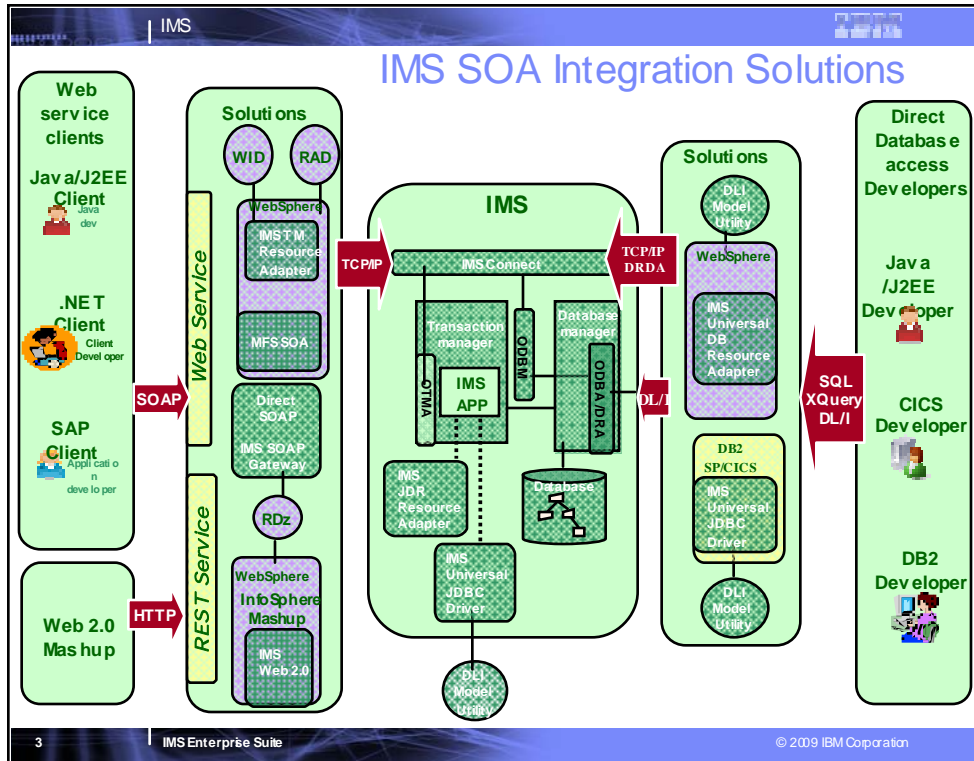 IMS
IBM
IMS SOA Integration Solutions
Web
service
clients
Java/J2EE
Client
Java
dev
.NET
Client
Client
Developer
SAP
Client
Applicatio
n
developer
Web 2.0
Mashup
SOAP
HTTP
Solutions
WID
RAD
Web Service
REST Service
WebSphere
IMS TM
Resource
Adapter
MFS SOA
Direct
SOAP
IMS SOAP
Gateway
RDz
WebSphere
InfoSphere
Mashup
IMS
Web 2.0
TCP/IP
IMS
IMS Connect
Transaction
manager
OTMA
IMS
APP
ODBM
Database
manager
ODBA /DRA
Database
IMS
JDR
Resource
Adapter
IMS
Universal
JDBC
Driver
DLI
Model
Utility
TCP/IP
DRDA
DL/I
Solutions
DLI
Model
Utility
WebSphere
IMS
Universal
DB
Resource
Adapter
DB2
SP/CICS
IMS
Universal
JDBC
Driver
DLI
Model
Utility
SQL
XQuery
DL/I
Direct
Database
access
Developers
Java
/J2EE
Developer
CICS
Developer
DB2
Developer
3
IMS Enterprise Suite
© 2009 IBM Corporation